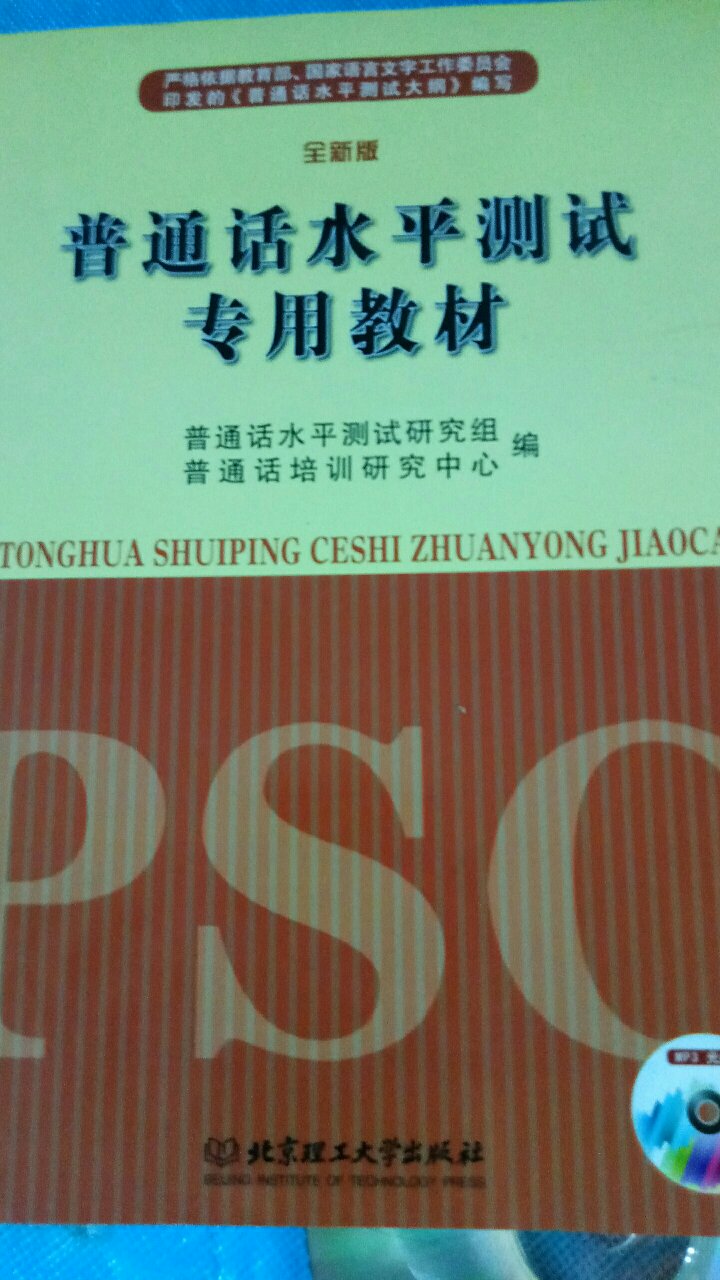 严格依据教育部、国家语言文字工作委员会
印发的《普通话水平测试大纲》编写
全新版
普通话水平测试
专用教材
普通话水平测试研究组
普通话培训研究中心 编
TONGHUA SHUIPING CESHI ZHUANYONG JIAOCA
PSC
MP3
北京理工大学出版社
BEIJING INSTITUTE OF TECHNOLOGY PRESS